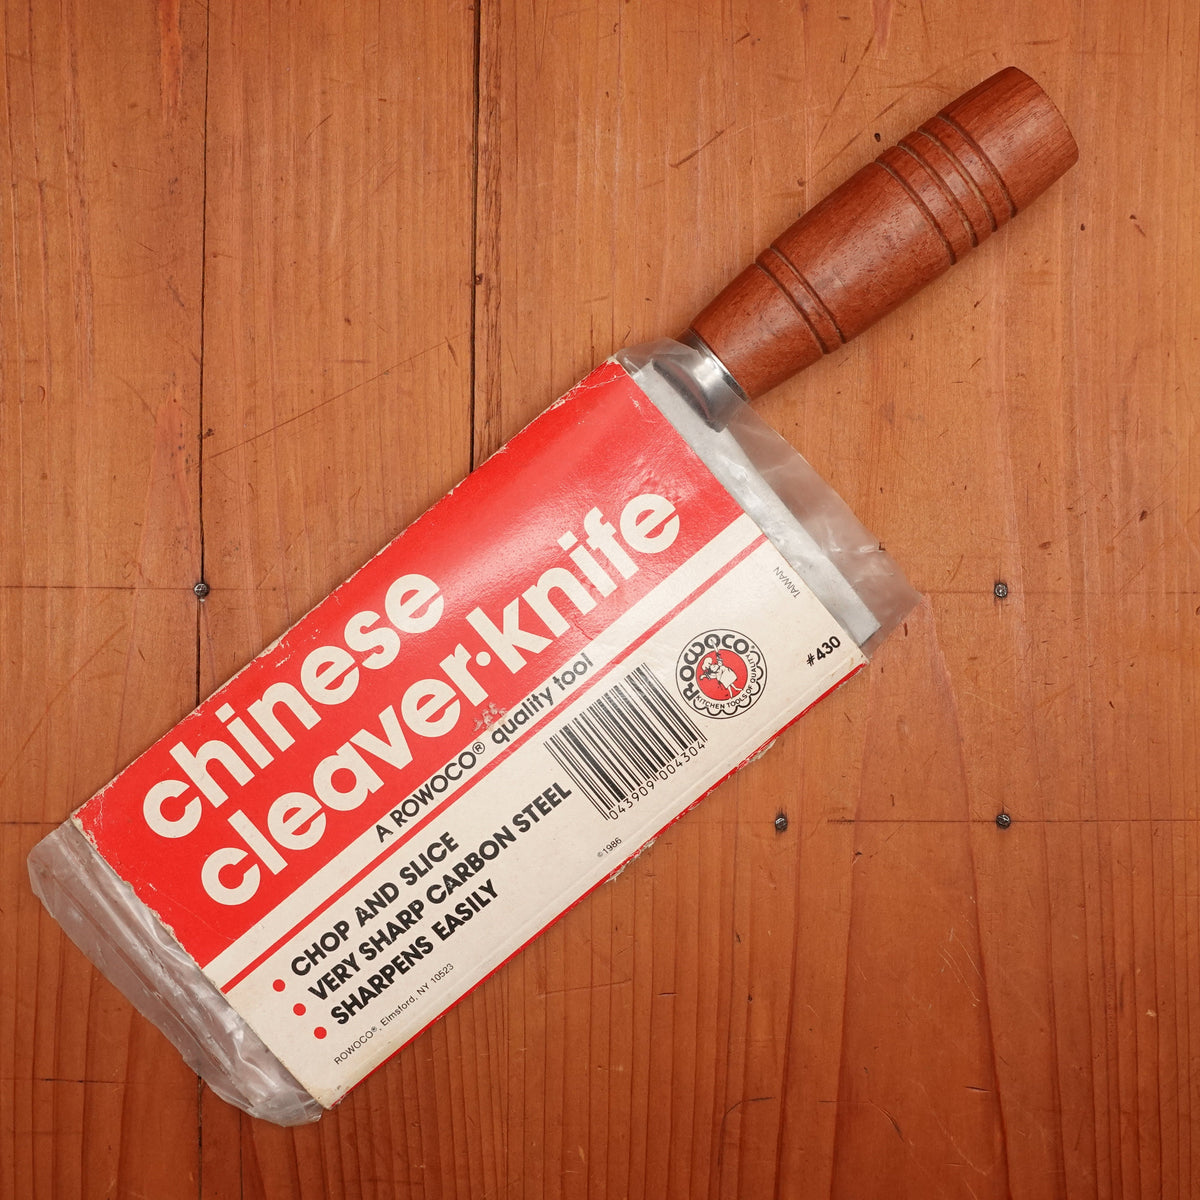 chinese
cleaver·knife
A ROWOCO® quality tool
• CHOP AND SLICE
• VERY SHARP CARBON STEEL
• SHARPENS EASILY
ROWOCO®, Elmsford, NY 10523
©1986
043909 004304
ROWOCO
KITCHEN TOOLS OF QUALITY
TAIWAN
#430